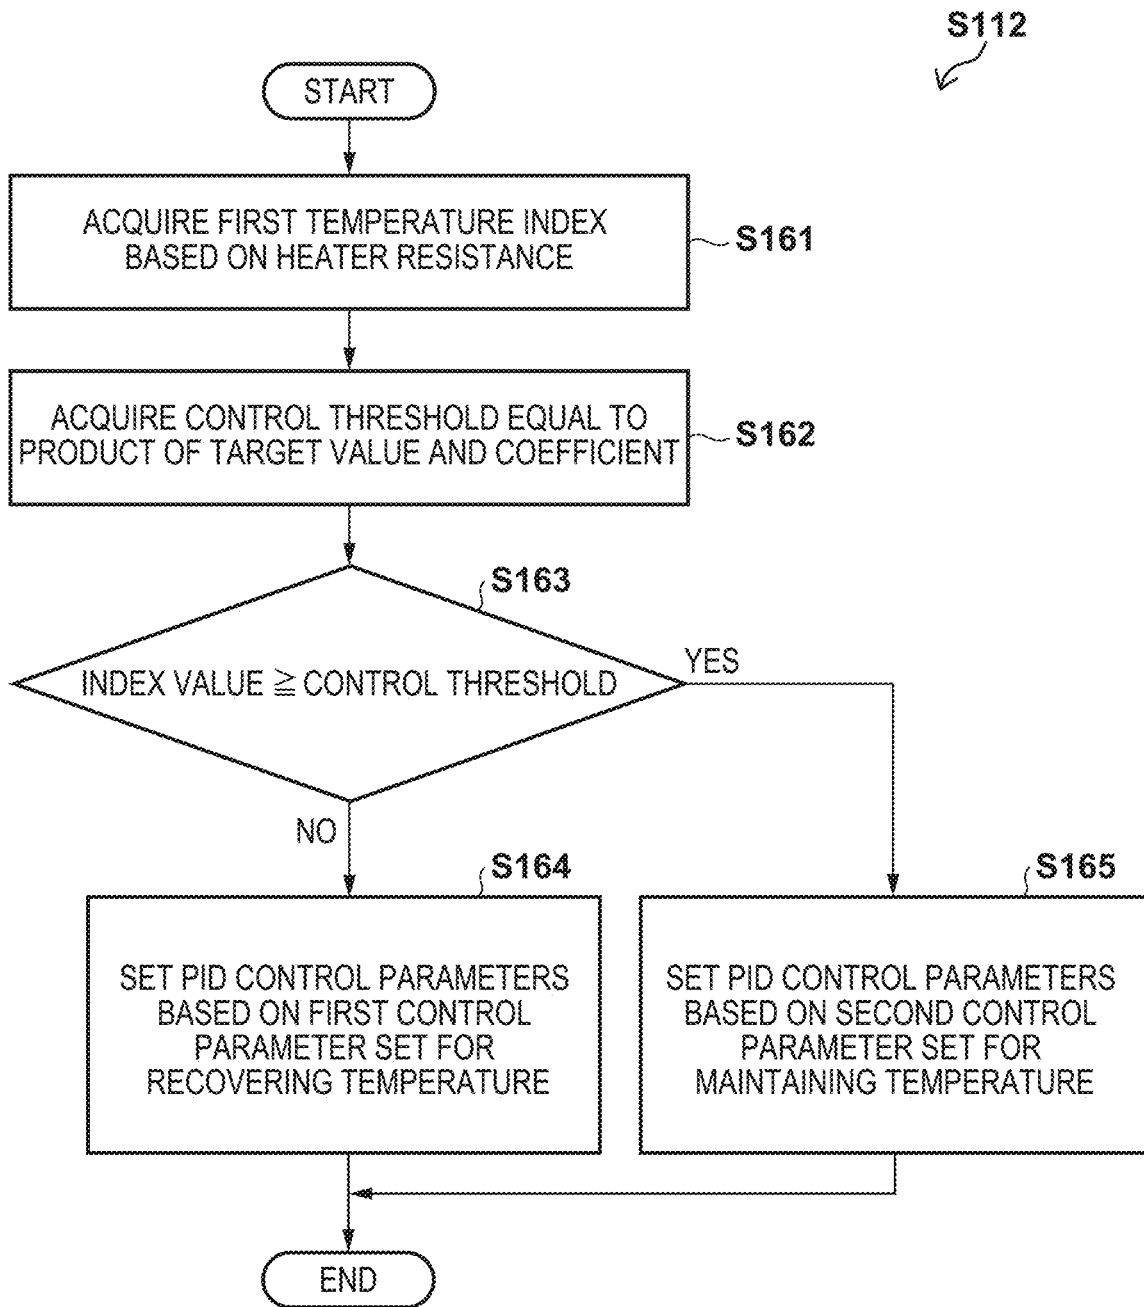 S112
START
ACQUIRE FIRST TEMPERATURE INDEX
BASED ON HEATER RESISTANCE
S161
ACQUIRE CONTROL THRESHOLD EQUAL TO
PRODUCT OF TARGET VALUE AND COEFFICIENT
S162
S163
INDEX VALUE ≧ CONTROL THRESHOLD
YES
NO
S164
SET PID CONTROL PARAMETERS
BASED ON FIRST CONTROL
PARAMETER SET FOR
RECOVERING TEMPERATURE
S165
SET PID CONTROL PARAMETERS
BASED ON SECOND CONTROL
PARAMETER SET FOR
MAINTAINING TEMPERATURE
END